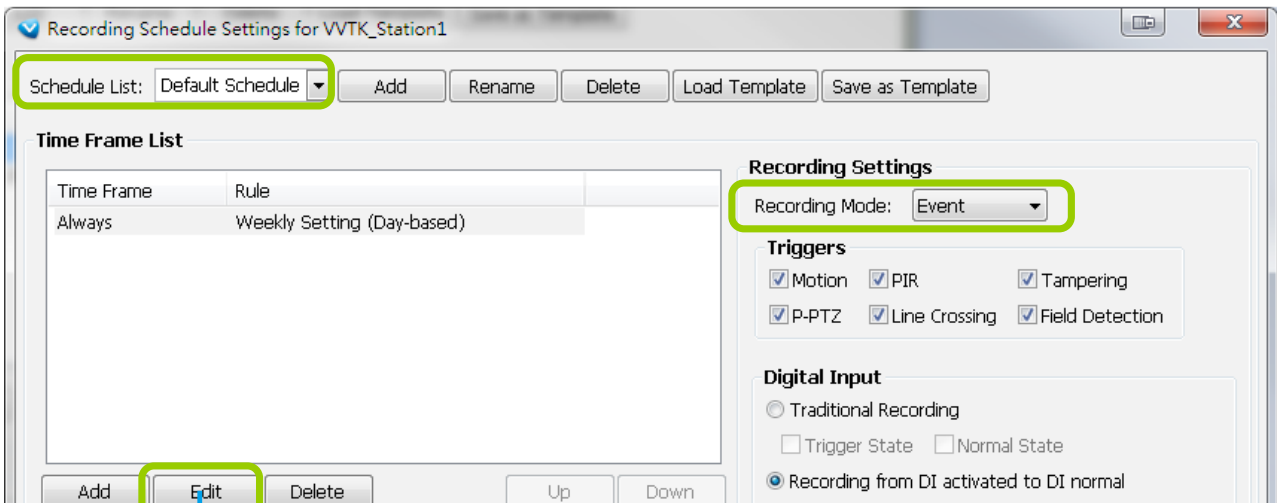 Recording Schedule Settings for VVTK_Station1
Schedule List: Default Schedule Add Rename Delete Load Template Save as Template
Time Frame List
Time Frame Rule
Always Weekly Setting (Day-based)
Add Edit Delete Up Down
Recording Settings
Recording Mode: Event
Triggers
Motion PIR Tampering
P-PTZ Line Crossing Field Detection
Digital Input
Traditional Recording
Trigger State Normal State
Recording from DI activated to DI normal